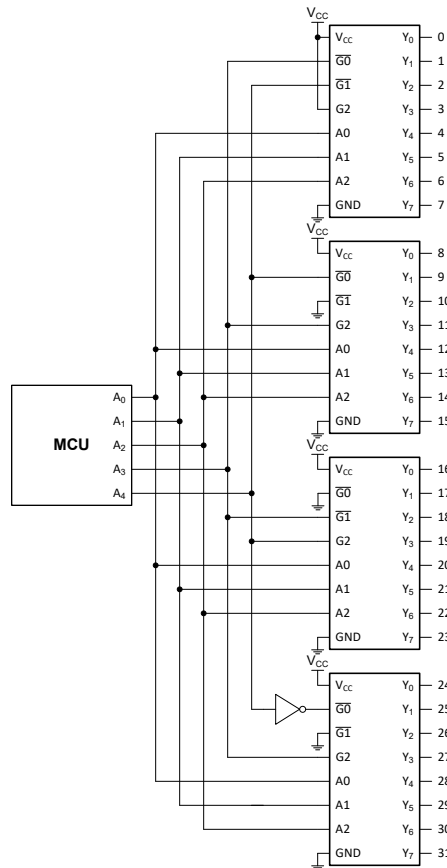 VCC
VCC Y0 0
G0 Y1 1
G1 Y2 2
G2 Y3 3
A0 Y4 4
A1 Y5 5
A2 Y6 6
GND Y7 7
VCC
VCC Y0 8
G0 Y1 9
G1 Y2 10
G2 Y3 11
A0 Y4 12
A1 Y5 13
A2 Y6 14
GND Y7 15
MCU
A0
A1
A2
A3
A4
VCC
VCC Y0 16
G0 Y1 17
G1 Y2 18
G2 Y3 19
A0 Y4 20
A1 Y5 21
A2 Y6 22
GND Y7 23
VCC
VCC Y0 24
G0 Y1 25
G1 Y2 26
G2 Y3 27
A0 Y4 28
A1 Y5 29
A2 Y6 30
GND Y7 31